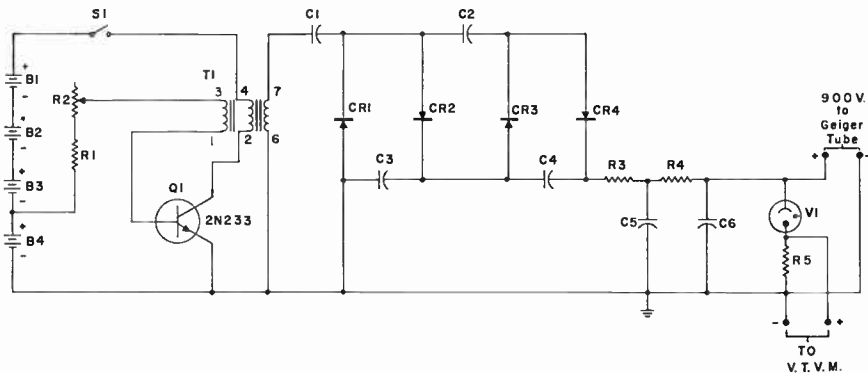 S1
C1
C2
+
B1
-
R2
3
T1
4
7
CR1
CR2
CR3
CR4
900V.
to
Geiger
Tube
+
-
+
B2
-
1
2
6
R1
+
B3
-
C3
C4
R3
R4
Q1
2N233
V1
+
B4
-
C5
C6
R5
-
+
TO
V.T.V.M.